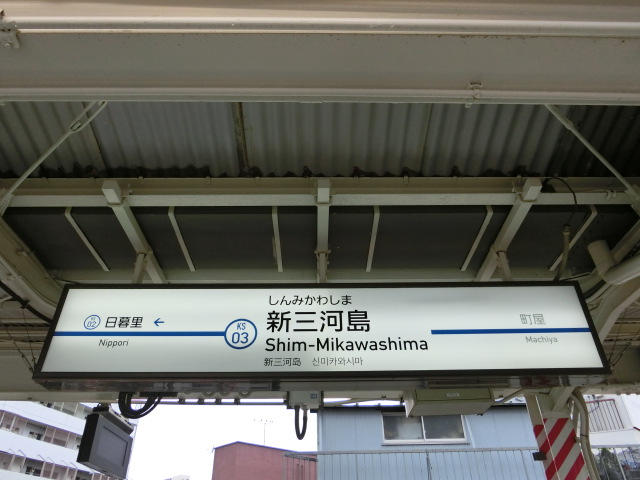 しんみかわしま
新三河島
Shim-Mikawashima
新三河岛 신미카와시마
KS
03
KS
02
日暮里 ←
Nippori
町屋
Machiya